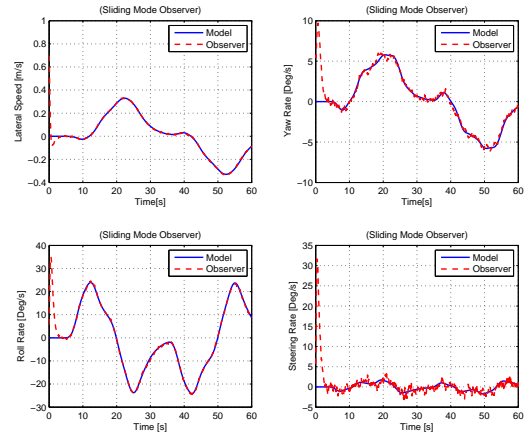 (Sliding Mode Observer)
Lateral Speed [m/s]
1
0.8
0.6
0.4
0.2
0
−0.2
−0.4
Model
Observer
0 10 20 30 40 50 60
Time[s]
(Sliding Mode Observer)
Yaw Rate [Deg/s]
10
5
0
−5
−10
Model
Observer
0 10 20 30 40 50 60
Time[s]
(Sliding Mode Observer)
Roll Rate [Deg/s]
40
30
20
10
0
−10
−20
−30
Model
Observer
0 10 20 30 40 50 60
Time [s]
(Sliding Mode Observer)
Steering Rate [Deg/s]
35
30
25
20
15
10
5
0
−5
Model
Observer
0 10 20 30 40 50 60
Time [s]